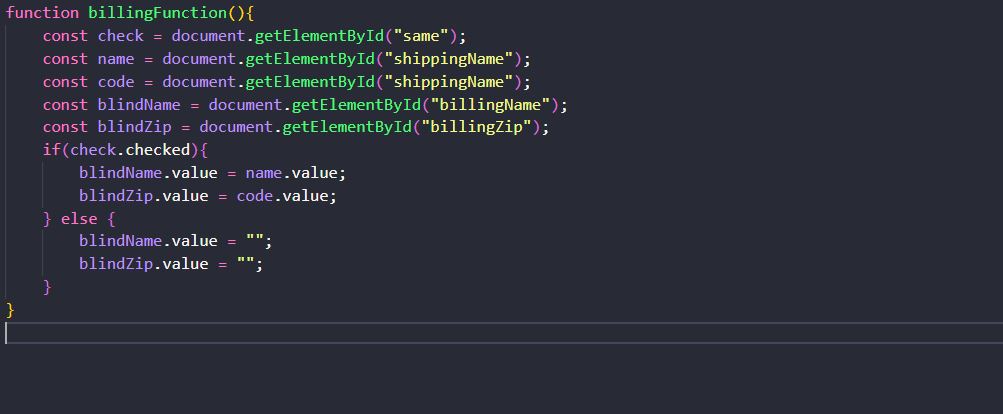 function billingFunction(){
    const check = document.getElementById("same");
    const name = document.getElementById("shippingName");
    const code = document.getElementById("shippingName");
    const blindName = document.getElementById("billingName");
    const blindZip = document.getElementById("billingZip");
    if(check.checked){
        blindName.value = name.value;
        blindZip.value = code.value;
    } else {
        blindName.value = "";
        blindZip.value = "";
    }
}